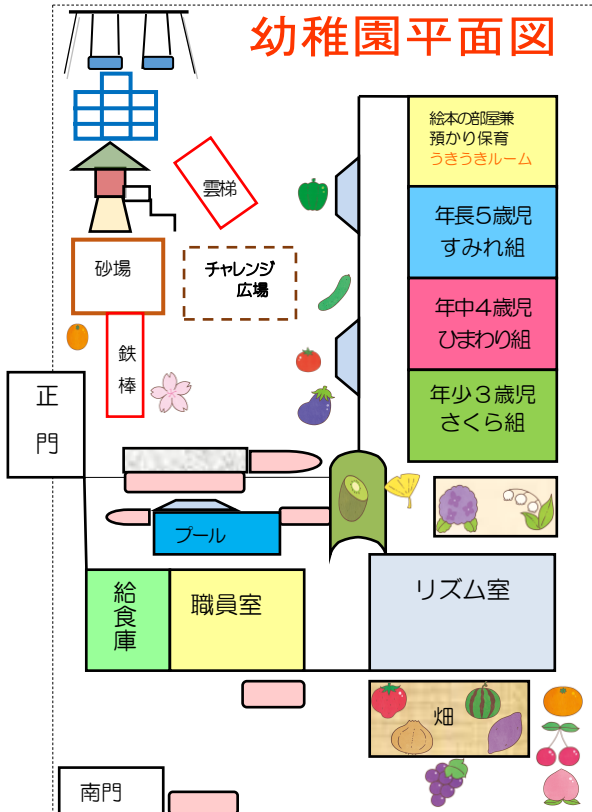 幼稚園平面図
絵本の部屋兼
預かり保育
うきうきルーム
雲梯
年長5歳児
すみれ組
砂場
チャレンジ
広場
年中4歳児
ひまわり組
鉄
棒
正
門
年少3歳児
さくら組
プール
給
食
庫
職員室
リズム室
畑
南門